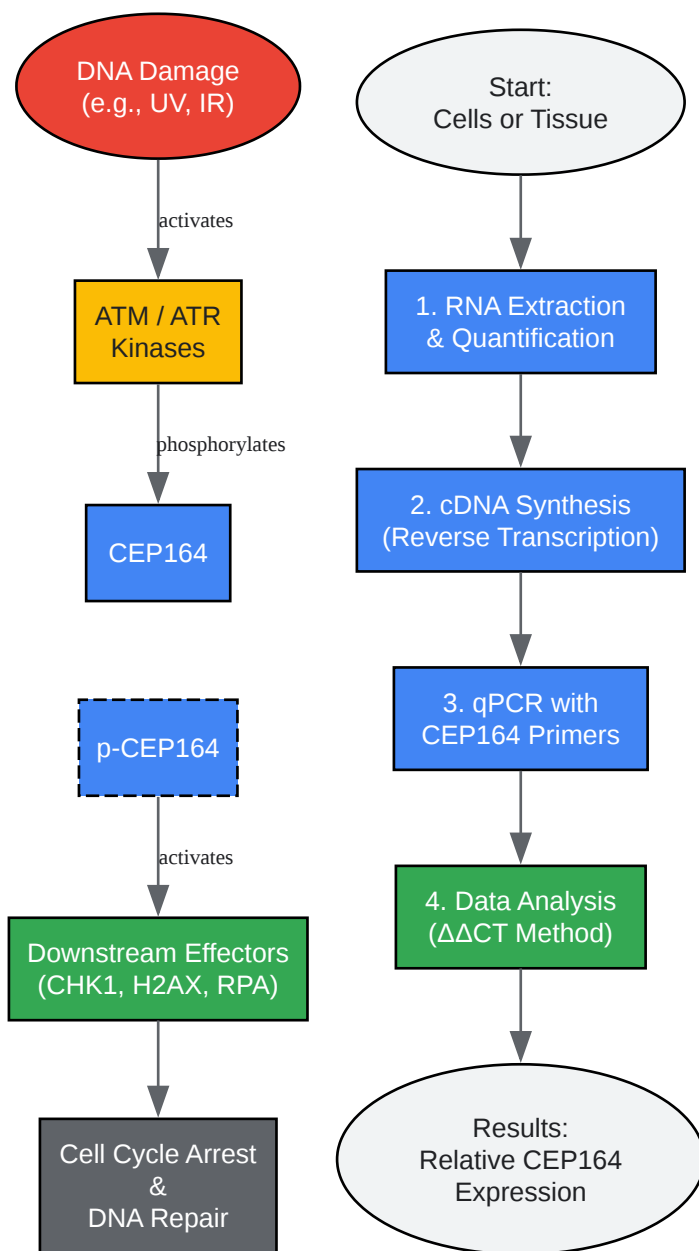 DNA Damage
(e.g., UV, IR)
activates
ATM / ATR
Kinases
phosphorylates
CEP164
p-CEP164
activates
Downstream Effectors
(CHK1, H2AX, RPA)
Cell Cycle Arrest
&
DNA Repair
Start:
Cells or Tissue
1. RNA Extraction
& Quantification
2. cDNA Synthesis
(Reverse Transcription)
3. qPCR with
CEP164 Primers
4. Data Analysis
(ΔΔCT Method)
Results:
Relative CEP164
Expression